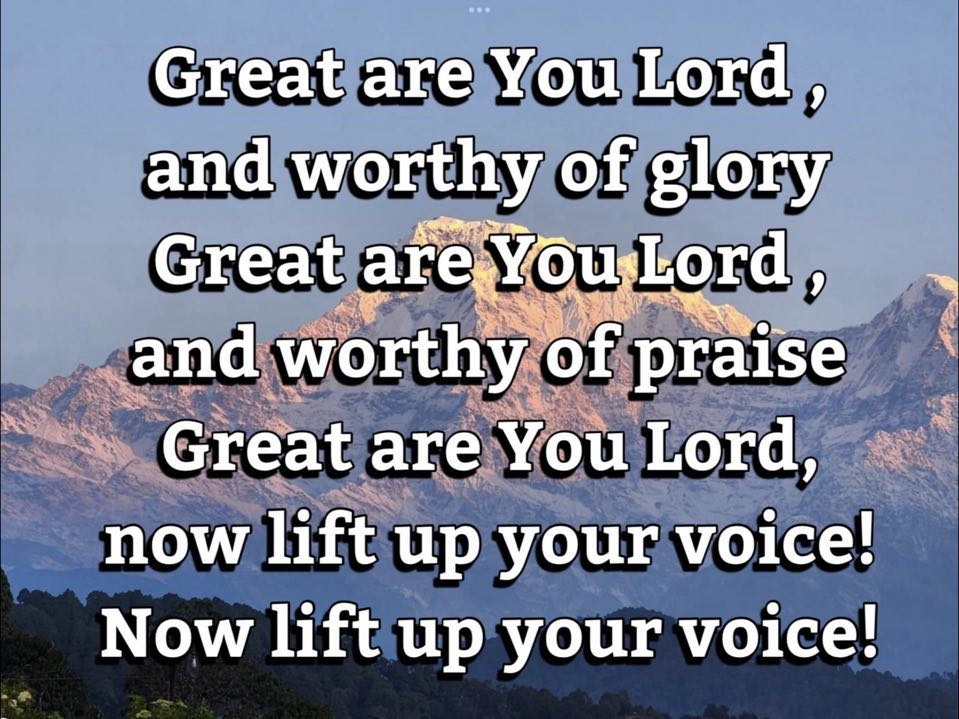 Great are You Lord ,
and worthy of glory
Great are You Lord ,
and worthy of praise
Great are You Lord,
now lift up your voice!
Now lift up your voice!